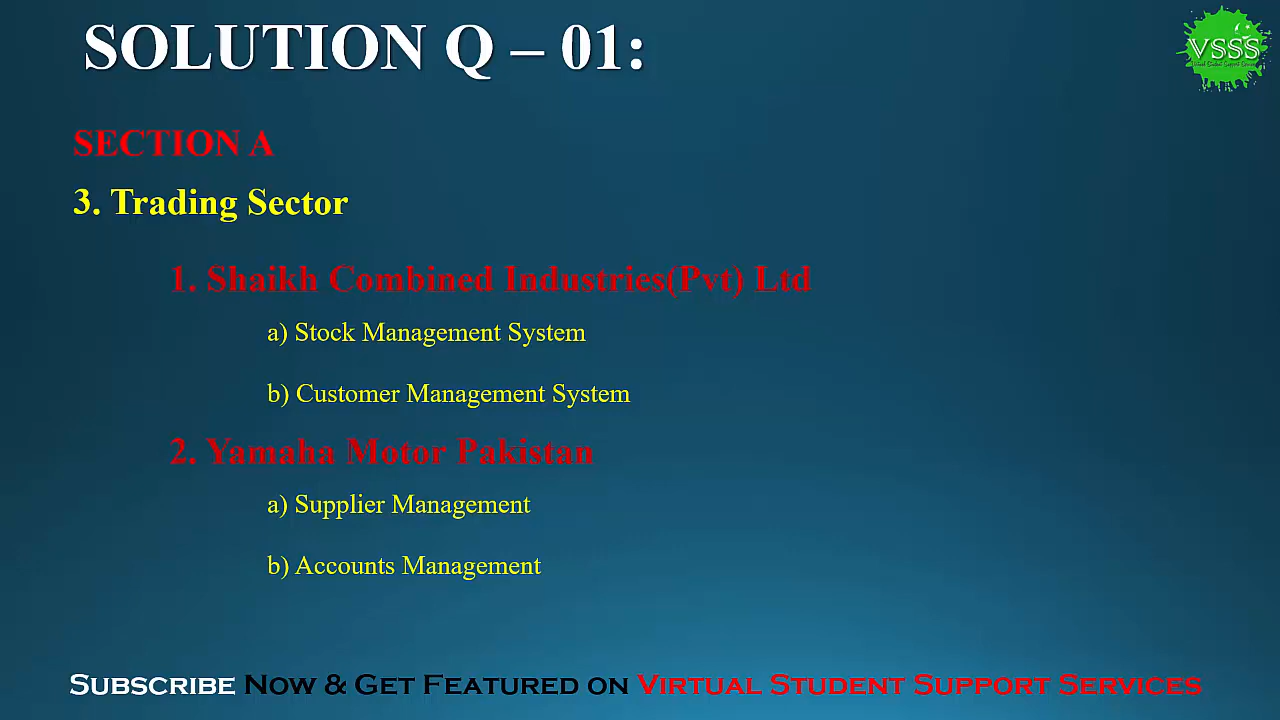 SOLUTION Q – 01:
VSSS
SECTION A
3. Trading Sector
1. Shaikh Combined Industries(Pvt) Ltd
a) Stock Management System
b) Customer Management System
2. Yamaha Motor Pakistan
a) Supplier Management
b) Accounts Management
SUBSCRIBE NOW & GET FEATURED ON VIRTUAL STUDENT SUPPORT SERVICES